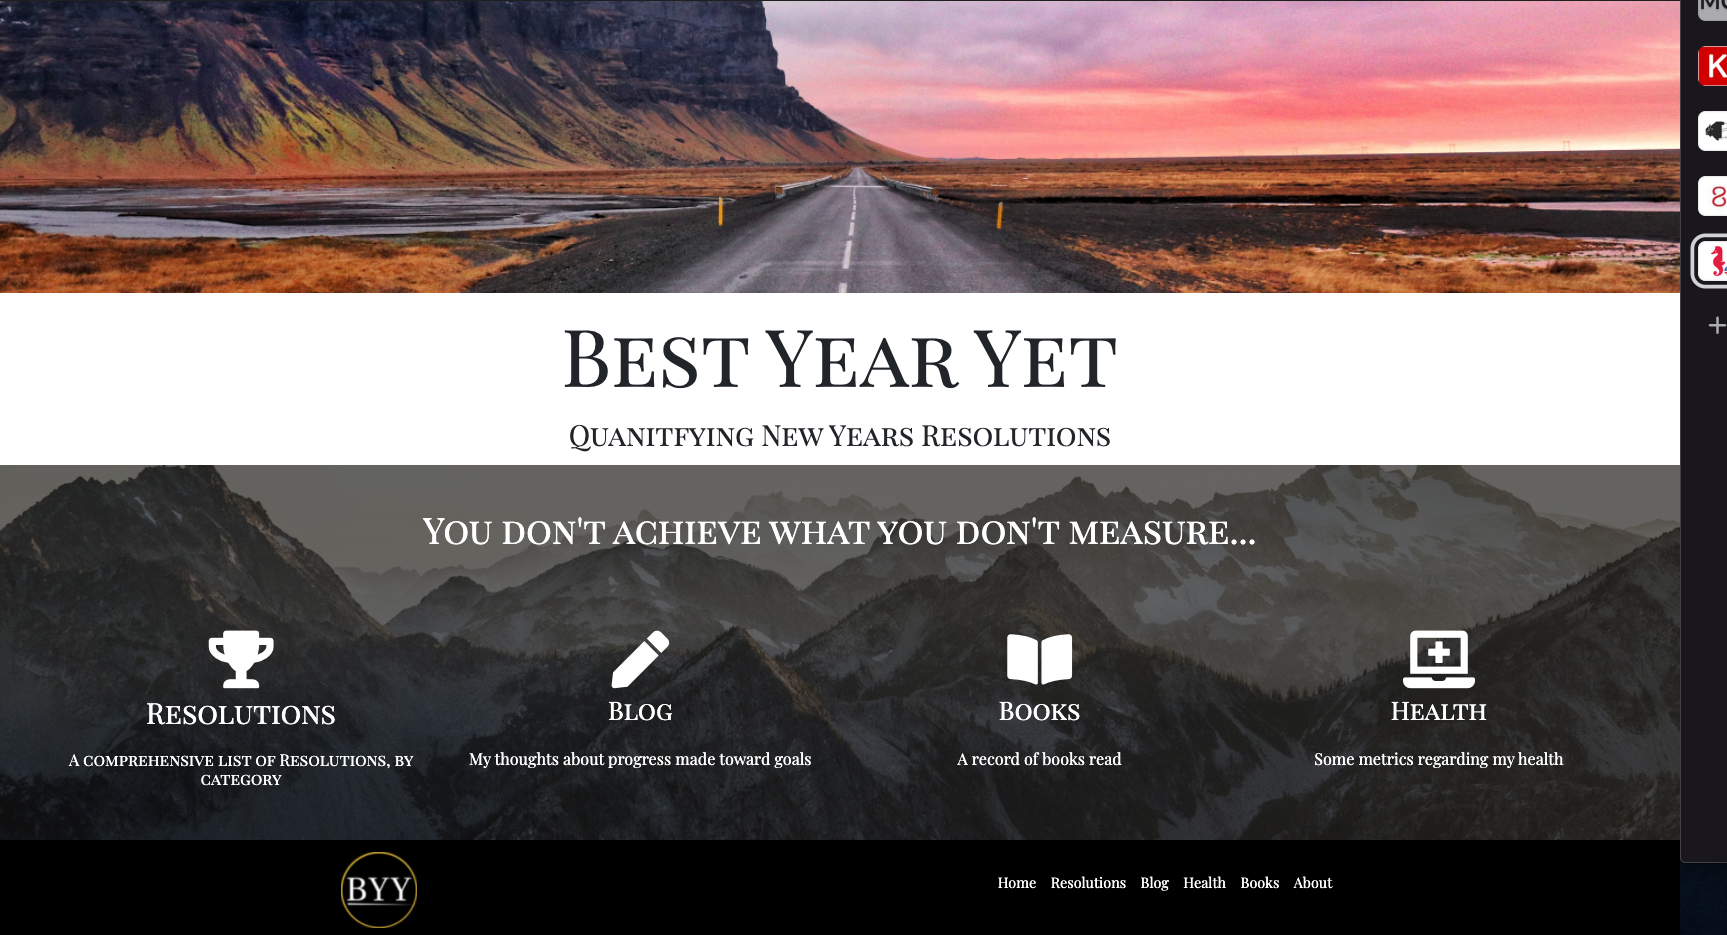 Best Year Yet
Quanitfying New Years Resolutions
You don't achieve what you don't measure...
Resolutions
A comprehensive list of Resolutions, by
category
Blog
My thoughts about progress made toward goals
Books
A record of books read
Health
Some metrics regarding my health
BYY
Home Resolutions Blog Health Books About
K
8